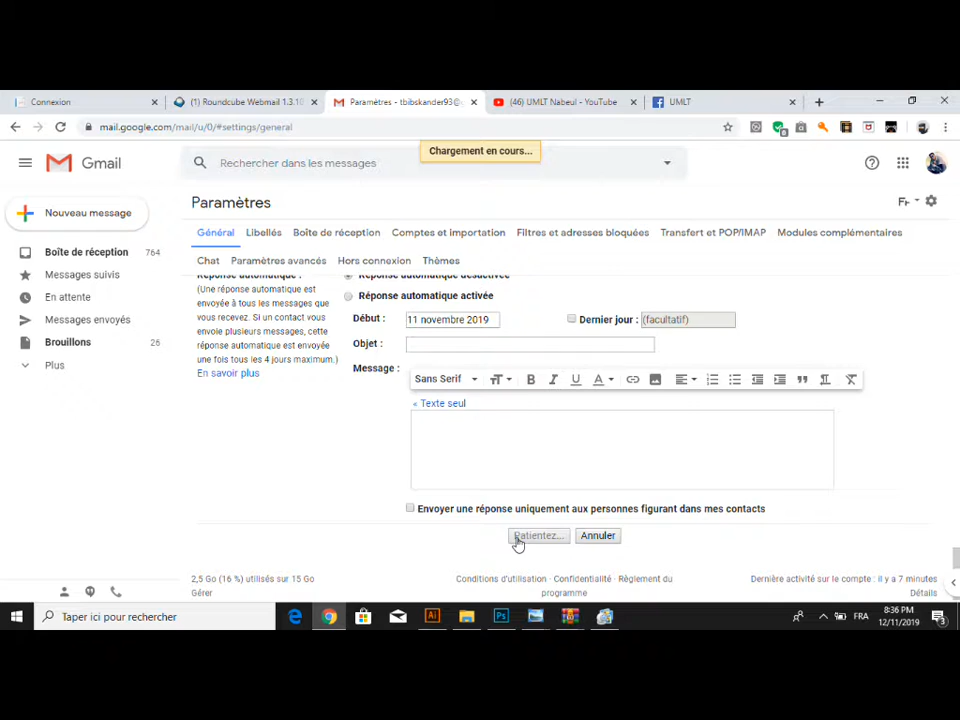 Connexion
(1) Roundcube Webmail 1.3.10
Paramètres - tbibskander93@g
(46) UMLT Nabeul - YouTube
UMLT
mail.google.com/mail/u/0/#settings/general
Gmail
Rechercher dans les messages
Chargement en cours...
Nouveau message
Boîte de réception 764
Messages suivis
En attente
Messages envoyés
Brouillons 26
Plus
Paramètres
Général Libellés Boîte de réception Comptes et importation Filtres et adresses bloquées Transfert et POP/IMAP Modules complémentaires
Chat Paramètres avancés Hors connexion Thèmes
Réponse automatique :
(Une réponse automatique est
envoyée à tous les messages que
vous recevez. Si un contact vous
envoie plusieurs messages, cette
réponse automatique est envoyée
une fois tous les 4 jours maximum.)
En savoir plus
Réponse automatique désactivée
Réponse automatique activée
Début : 11 novembre 2019 Dernier jour : (facultatif)
Objet :
Message :
Sans Serif
« Texte seul
Envoyer une réponse uniquement aux personnes figurant dans mes contacts
Patientez... Annuler
2,5 Go (16 %) utilisés sur 15 Go
Gérer
Conditions d'utilisation · Confidentialité · Règlement du
programme
Dernière activité sur le compte : il y a 7 minutes
Détails
Taper ici pour rechercher
FRA
8:36 PM
12/11/2019
3